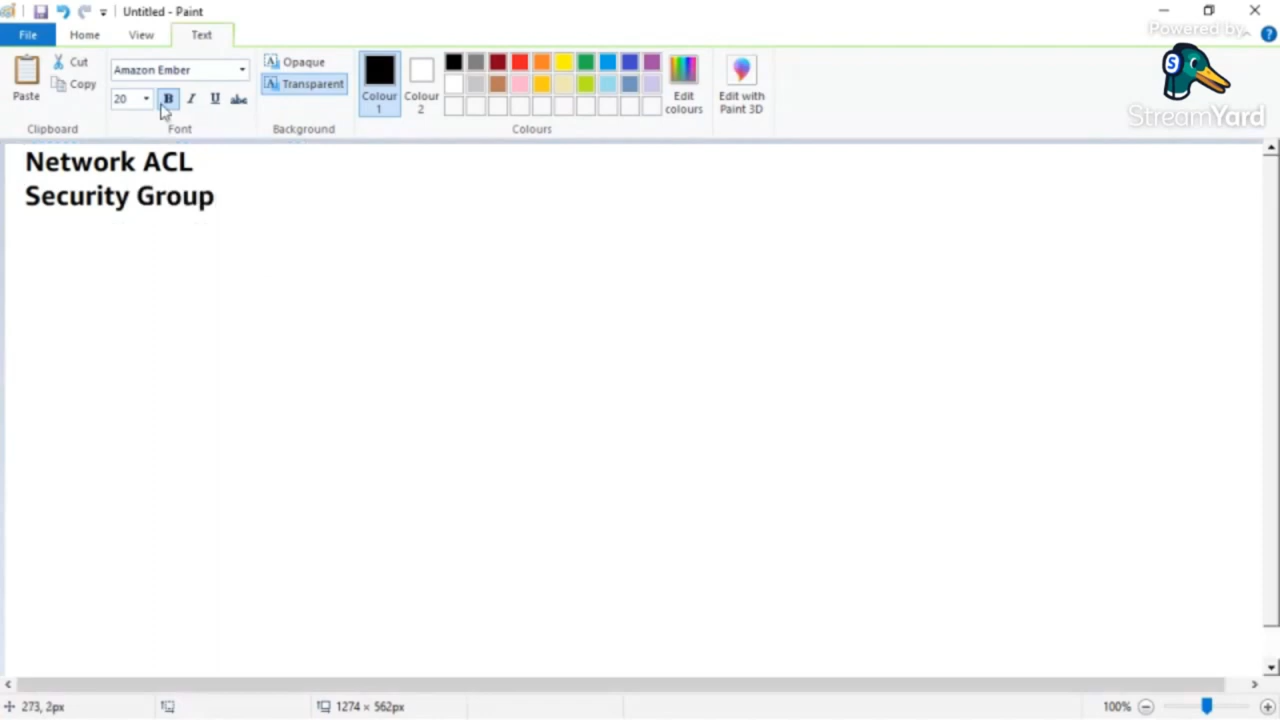 Untitled - Paint
File
Home
View
Text
Powered by
Cut
Copy
Paste
Clipboard
Amazon Ember
20
B
I
U
abc
Font
Opaque
Transparent
Background
Colour
1
Colour
2
Edit
colours
Colours
Edit with
Paint 3D
StreamYard
Network ACL
Security Group
273, 2px
1274 × 562px
100%